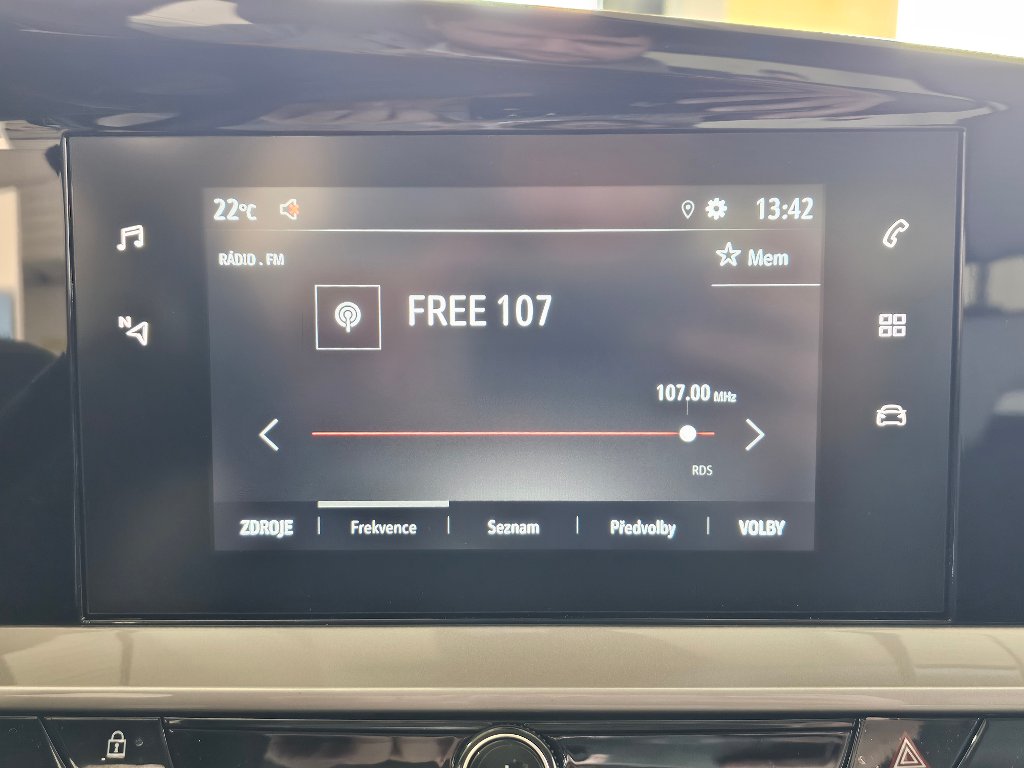 22°C 13:42
RÁDIO . FM Mem
FREE 107
N
107.00 MHz
RDS
ZDROJE Frekvence Seznam Předvolby VOLBY